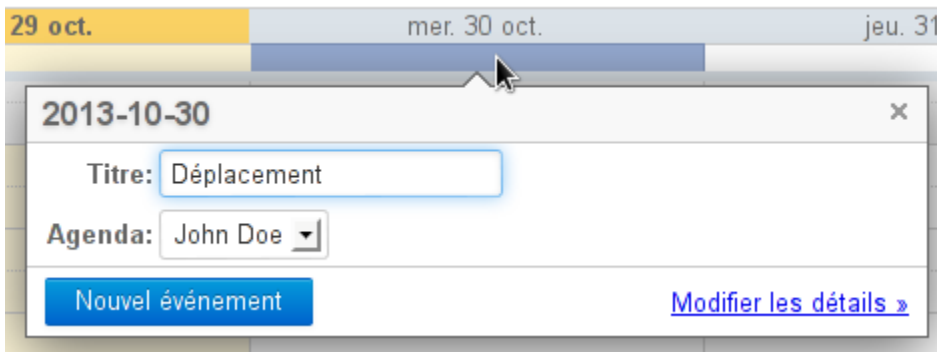 29 oct. mer. 30 oct. jeu. 31
2013-10-30 ×
Titre: Déplacement
Agenda: John Doe
Nouvel événement Modifier les détails »